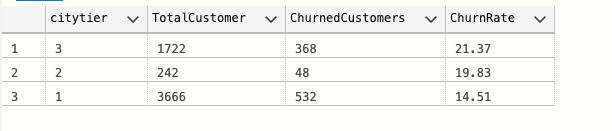 citytier TotalCustomer ChurnedCustomers ChurnRate
1 3 1722 368 21.37
2 2 242 48 19.83
3 1 3666 532 14.51